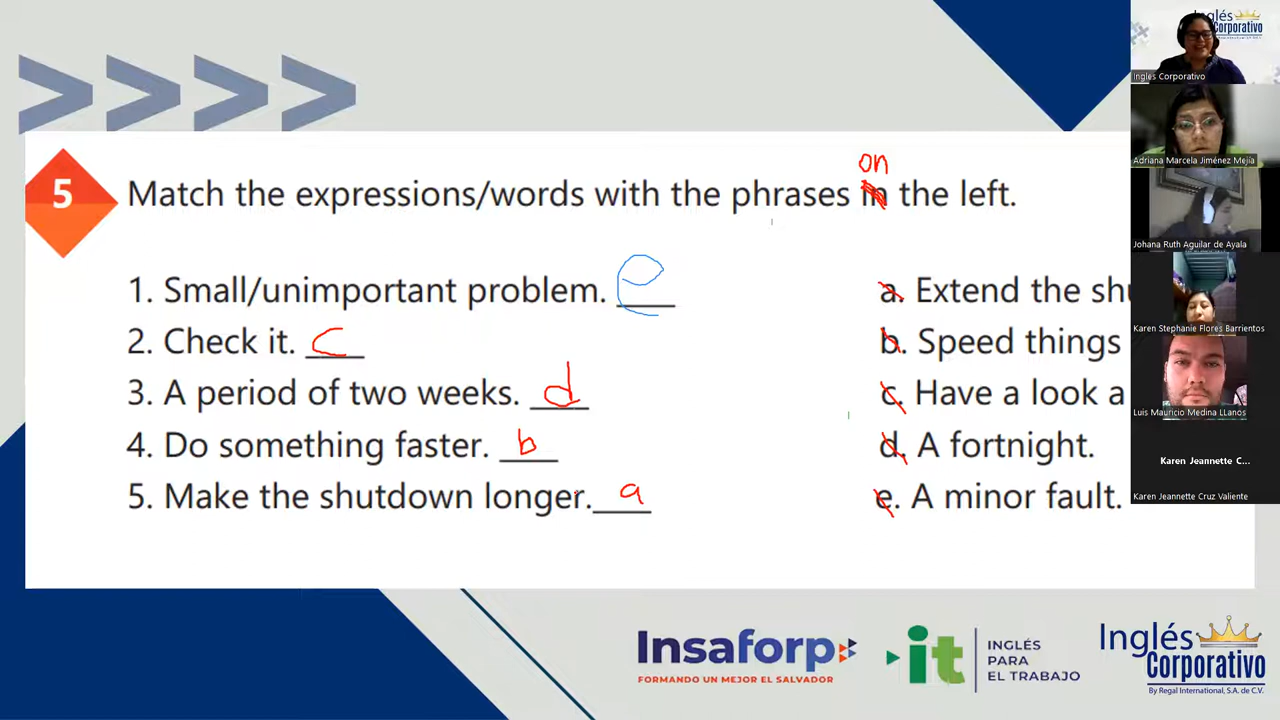 5
on
Match the expressions/words with the phrases in the left.
1. Small/unimportant problem. e
2. Check it. c
3. A period of two weeks. d
4. Do something faster. b
5. Make the shutdown longer. a
a. Extend the shu
b. Speed things
c. Have a look a
d. A fortnight.
e. A minor fault.
Inglés
Corporativo
Inglés Corporativo
Adriana Marcela Jiménez Mejía
Johana Ruth Aguilar de Ayala
Karen Stephanie Flores Barrientos
Luis Mauricio Medina LLanos
Karen Jeannette C...
Karen Jeannette Cruz Valiente
Insaforp
FORMANDO UN MEJOR EL SALVADOR
it
INGLÉS
PARA
EL TRABAJO
Inglés
Corporativo
By Regal International, S.A. de C.V.